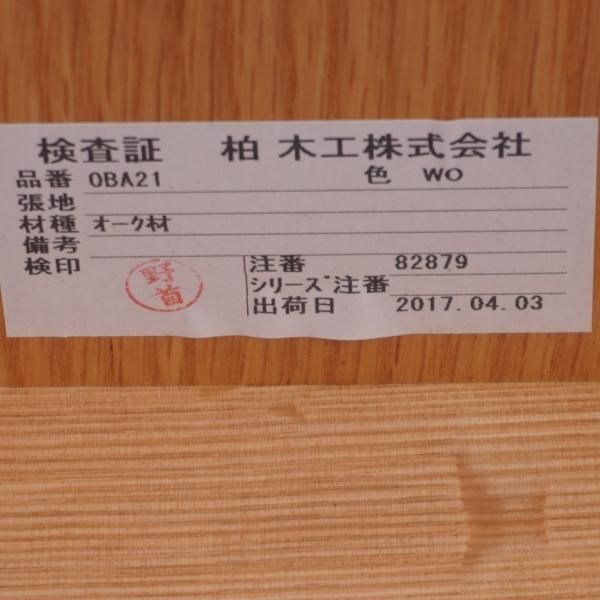 検査証 柏木工株式会社
品番 OBA21 色 WO
張地
材種 オーク材
備考
検印 野首 注番 82879
シリーズ注番
出荷日 2017.04.03